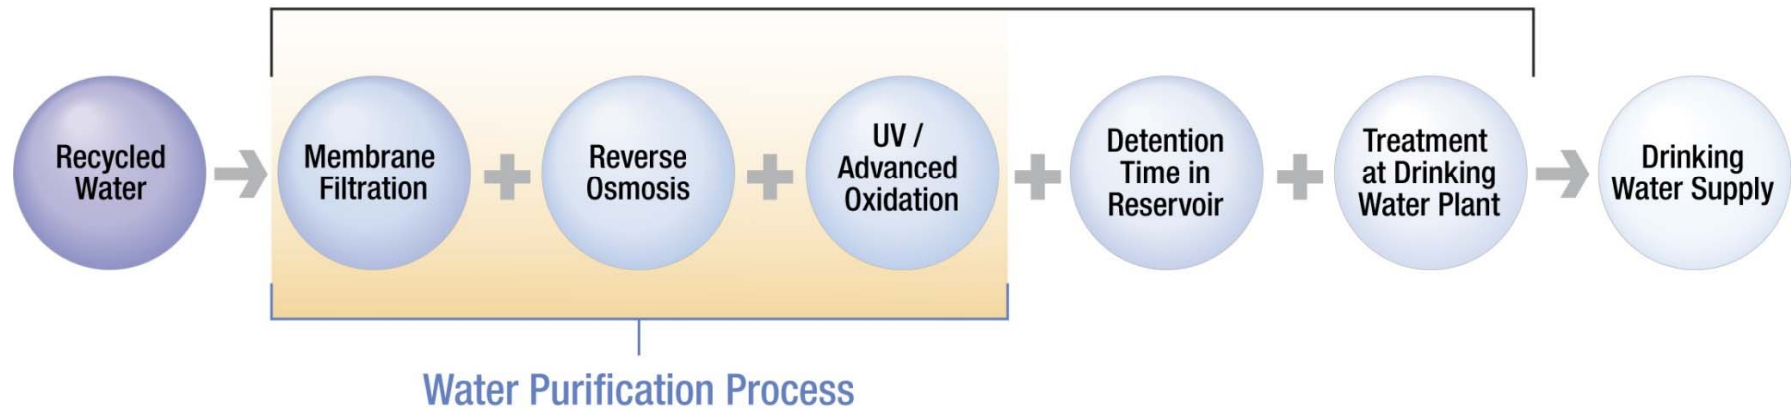 Recycled
Water
Membrane
Filtration
Reverse
Osmosis
UV /
Advanced
Oxidation
Detention
Time in
Reservoir
Treatment
at Drinking
Water Plant
Drinking
Water Supply
Water Purification Process